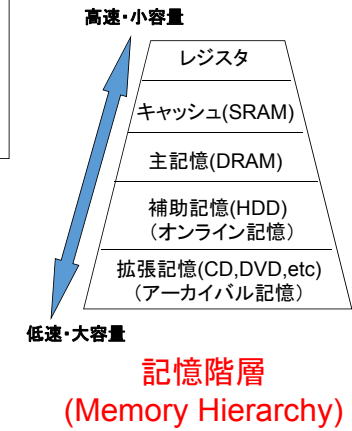 高速・小容量
レジスタ
キャッシュ(SRAM)
主記憶(DRAM)
補助記憶(HDD)
（オンライン記憶）
拡張記憶(CD,DVD,etc)
（アーカイバル記憶）
低速・大容量
記憶階層
(Memory Hierarchy)